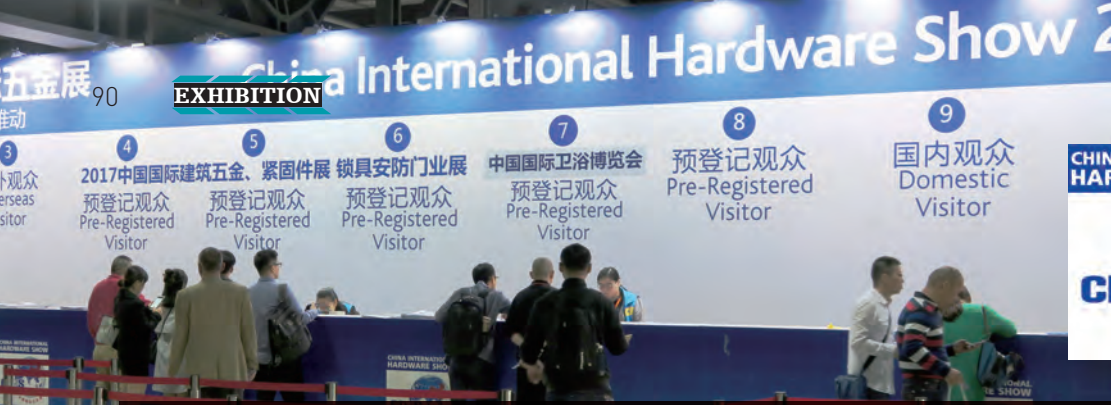 五金展
China International Hardware Show
90
EXHIBITION
推动
3
4
5
6
7
8
9
2017中国国际建筑五金、紧固件展
锁具安防门业展
中国国际卫浴博览会
外观众
预登记观众
Pre-Registered
Visitor
预登记观众
Pre-Registered
Visitor
预登记观众
Pre-Registered
Visitor
预登记观众
Pre-Registered
Visitor
预登记观众
Pre-Registered
Visitor
国内观众
Domestic
Visitor
CHINA INTERNATIONAL
HARDWARE SHOW
CHINA INTERNATIONAL
HARDWARE SHOW